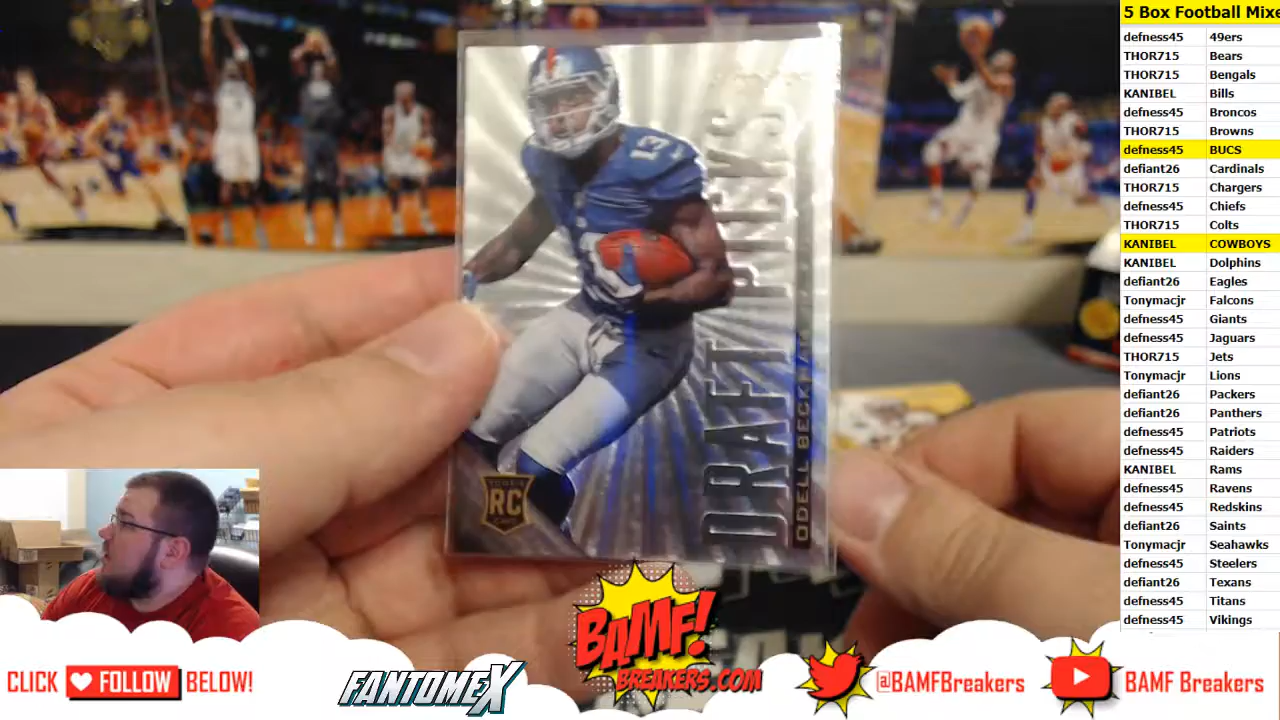 5 Box Football Mixe
defness45 49ers
THOR715 Bears
THOR715 Bengals
KANIBEL Bills
defness45 Broncos
THOR715 Browns
defness45 BUCS
defiant26 Cardinals
THOR715 Chargers
defness45 Chiefs
THOR715 Colts
KANIBEL COWBOYS
KANIBEL Dolphins
defiant26 Eagles
Tonymacjr Falcons
defness45 Giants
defness45 Jaguars
THOR715 Jets
Tonymacjr Lions
defiant26 Packers
defiant26 Panthers
defness45 Patriots
defness45 Raiders
KANIBEL Rams
defness45 Ravens
defness45 Redskins
defiant26 Saints
Tonymacjr Seahawks
defness45 Steelers
defiant26 Texans
defness45 Titans
defness45 Vikings
13
DRAFT PICKS
ODELL BECKHAM
ROOKIE
RC
CARD
CLICK FOLLOW BELOW!
FANTOMEX
BAMF!
BREAKERS.COM
@BAMFBreakers
BAMF Breakers